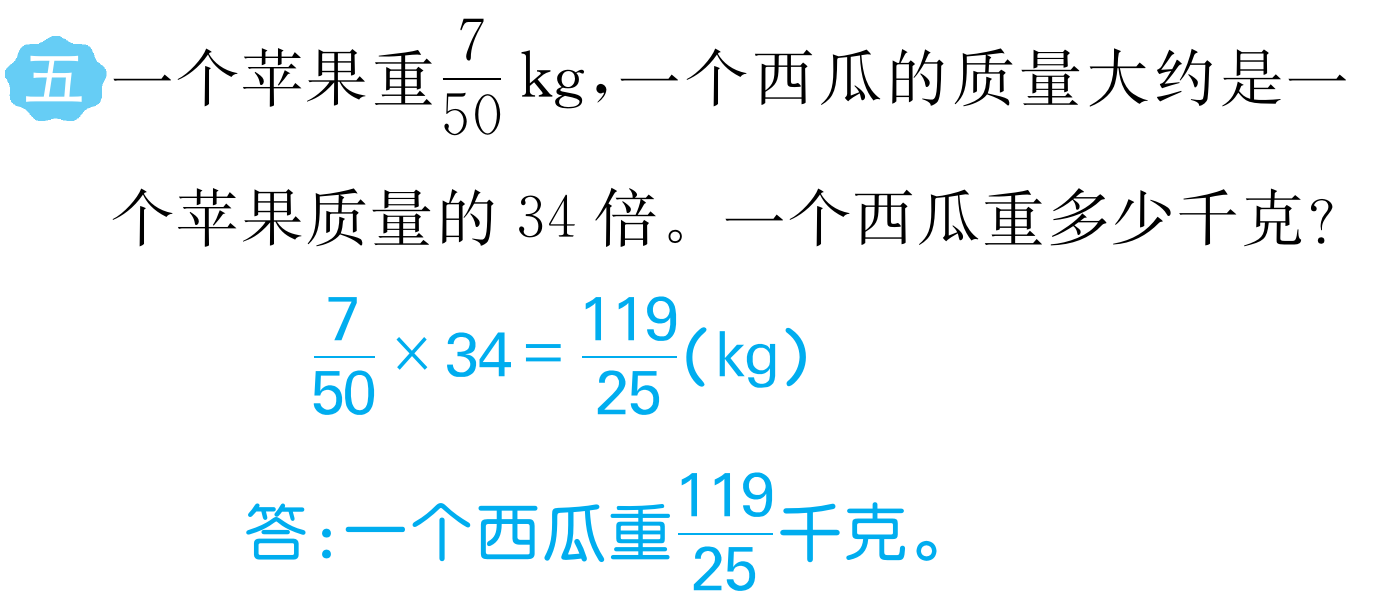 五 一个苹果重 7/50 kg,一个西瓜的质量大约是一
个苹果质量的 34 倍。一个西瓜重多少千克?
7/50 × 34 = 119/25 (kg)
答:一个西瓜重 119/25 千克。